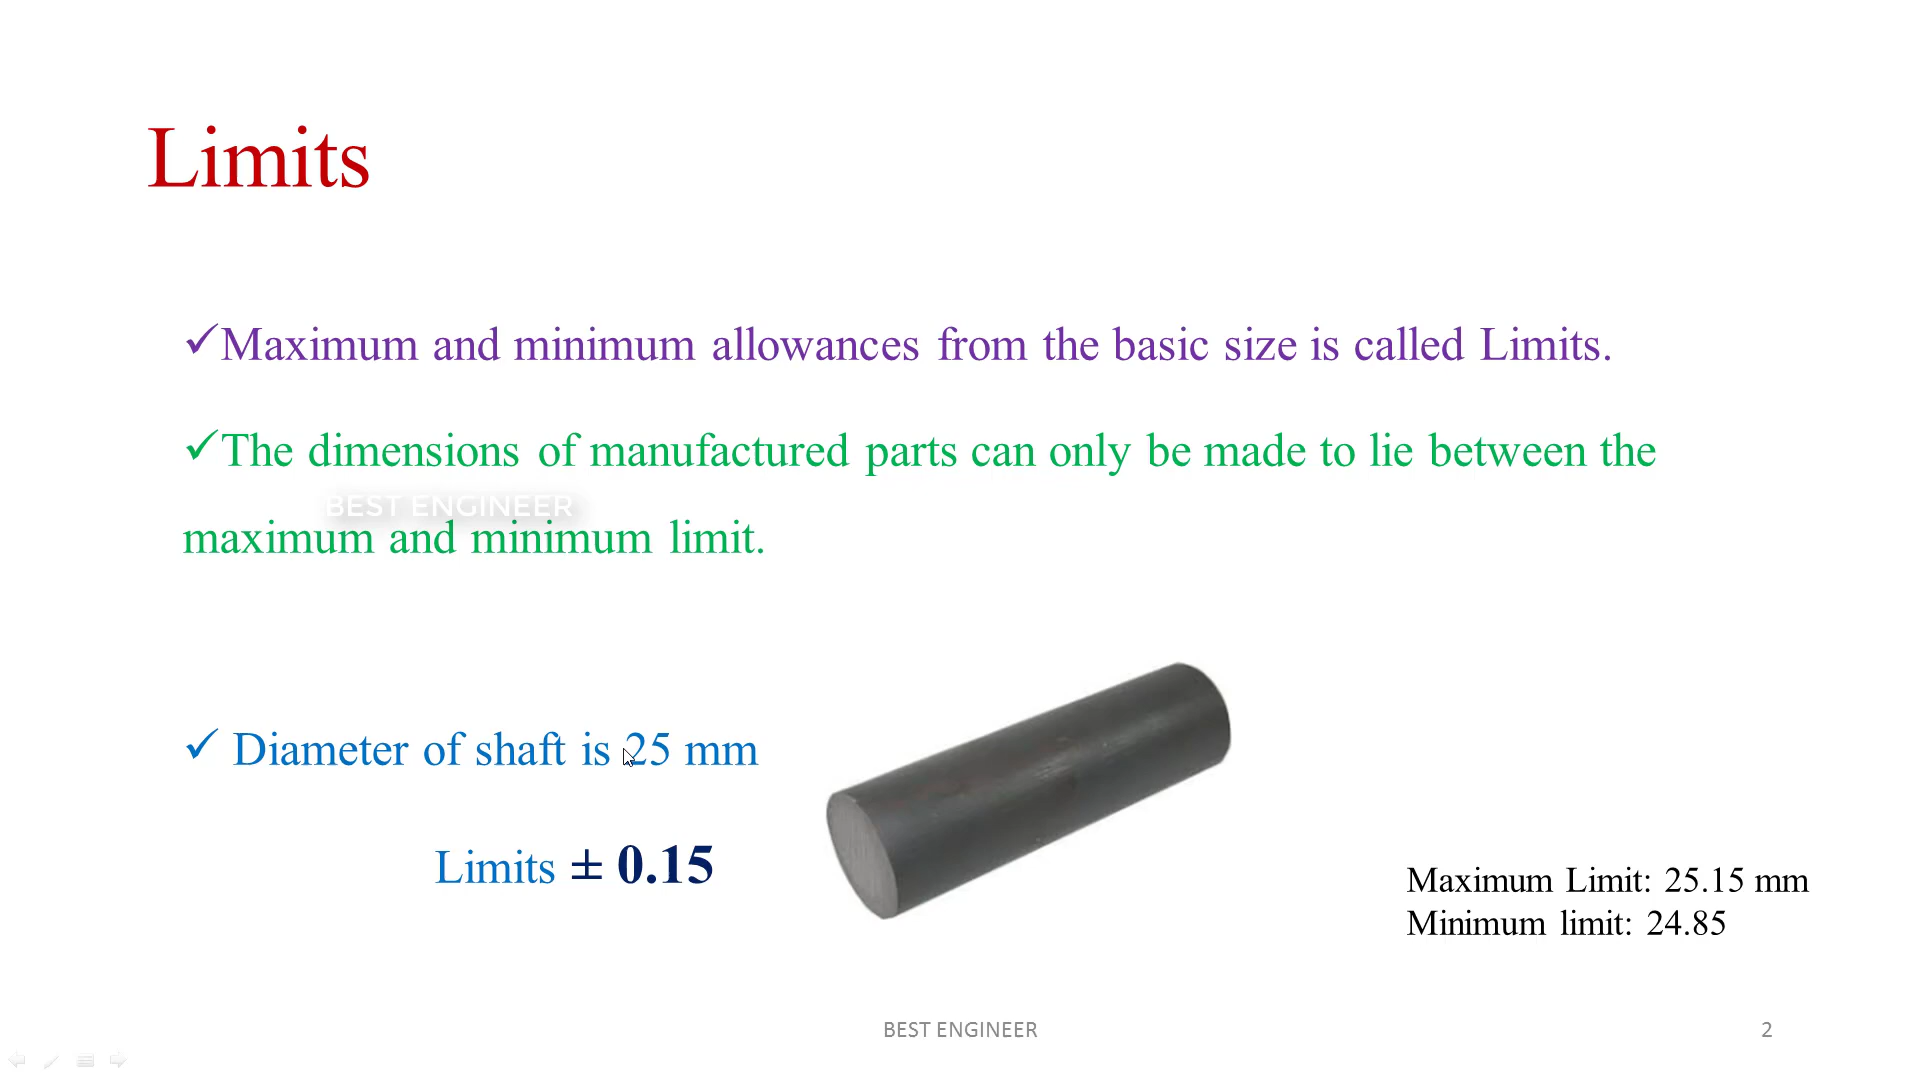 Limits
✓Maximum and minimum allowances from the basic size is called Limits.
✓The dimensions of manufactured parts can only be made to lie between the
BEST ENGINEER
maximum and minimum limit.
✓ Diameter of shaft is 25 mm
Limits ± 0.15
Maximum Limit: 25.15 mm
Minimum limit: 24.85
BEST ENGINEER
2